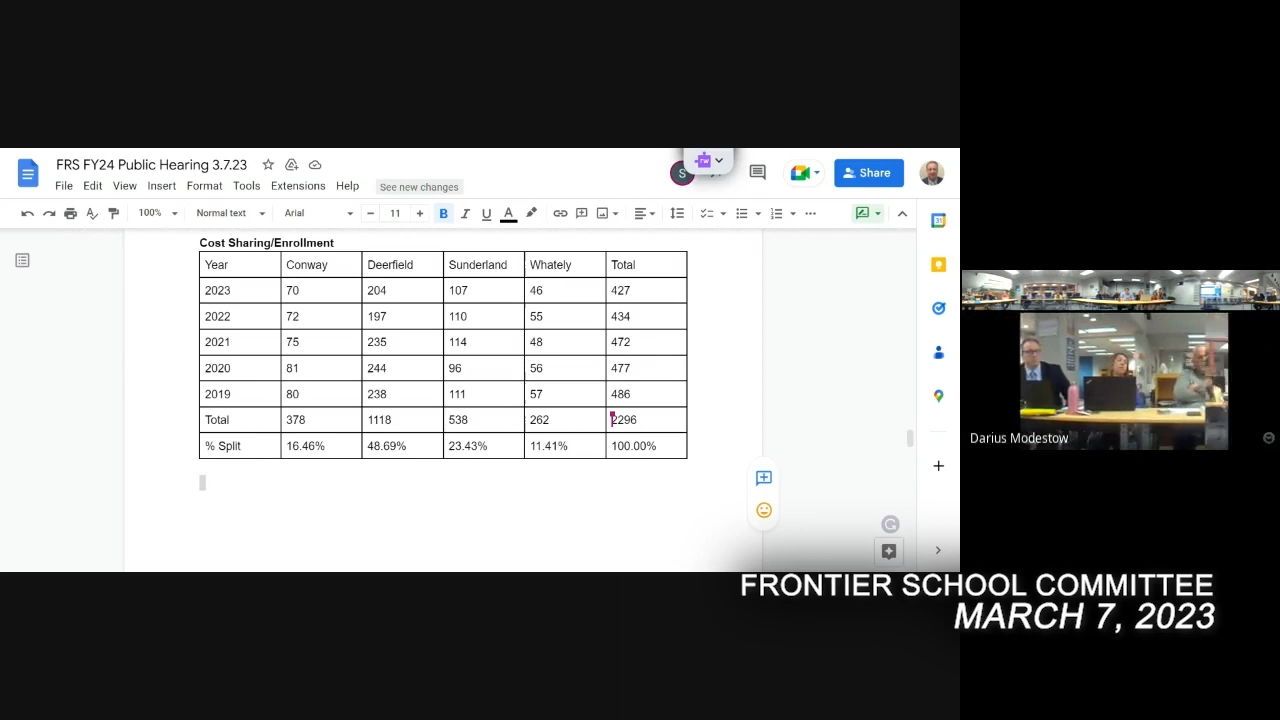 FRS FY24 Public Hearing 3.7.23
File Edit View Insert Format Tools Extensions Help See new changes
S
rw
Share
100% Normal text Arial 11 B I U A
Cost Sharing/Enrollment
Year Conway Deerfield Sunderland Whately Total
2023 70 204 107 46 427
2022 72 197 110 55 434
2021 75 235 114 48 472
2020 81 244 96 56 477
2019 80 238 111 57 486
Total 378 1118 538 262 2296
% Split 16.46% 48.69% 23.43% 11.41% 100.00%
Darius Modestow
FRONTIER SCHOOL COMMITTEE
MARCH 7, 2023